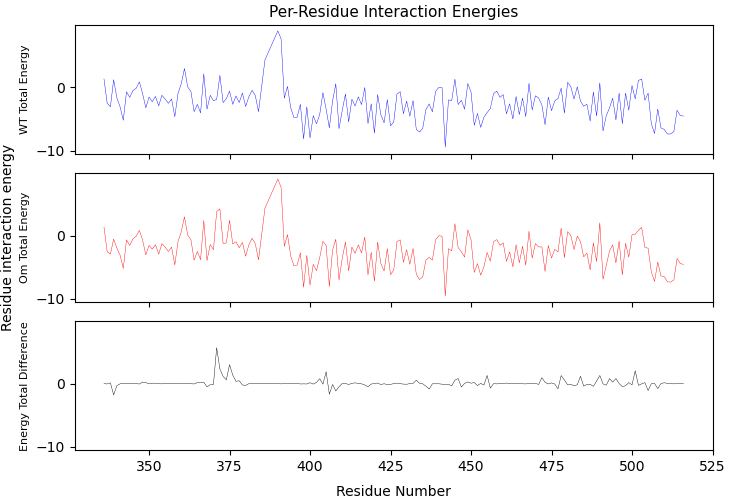 Per-Residue Interaction Energies
Residue interaction energy
WT Total Energy
0
−10
Om Total Energy
0
−10
Energy Total Difference
0
−10
350
375
400
425
450
475
500
525
Residue Number